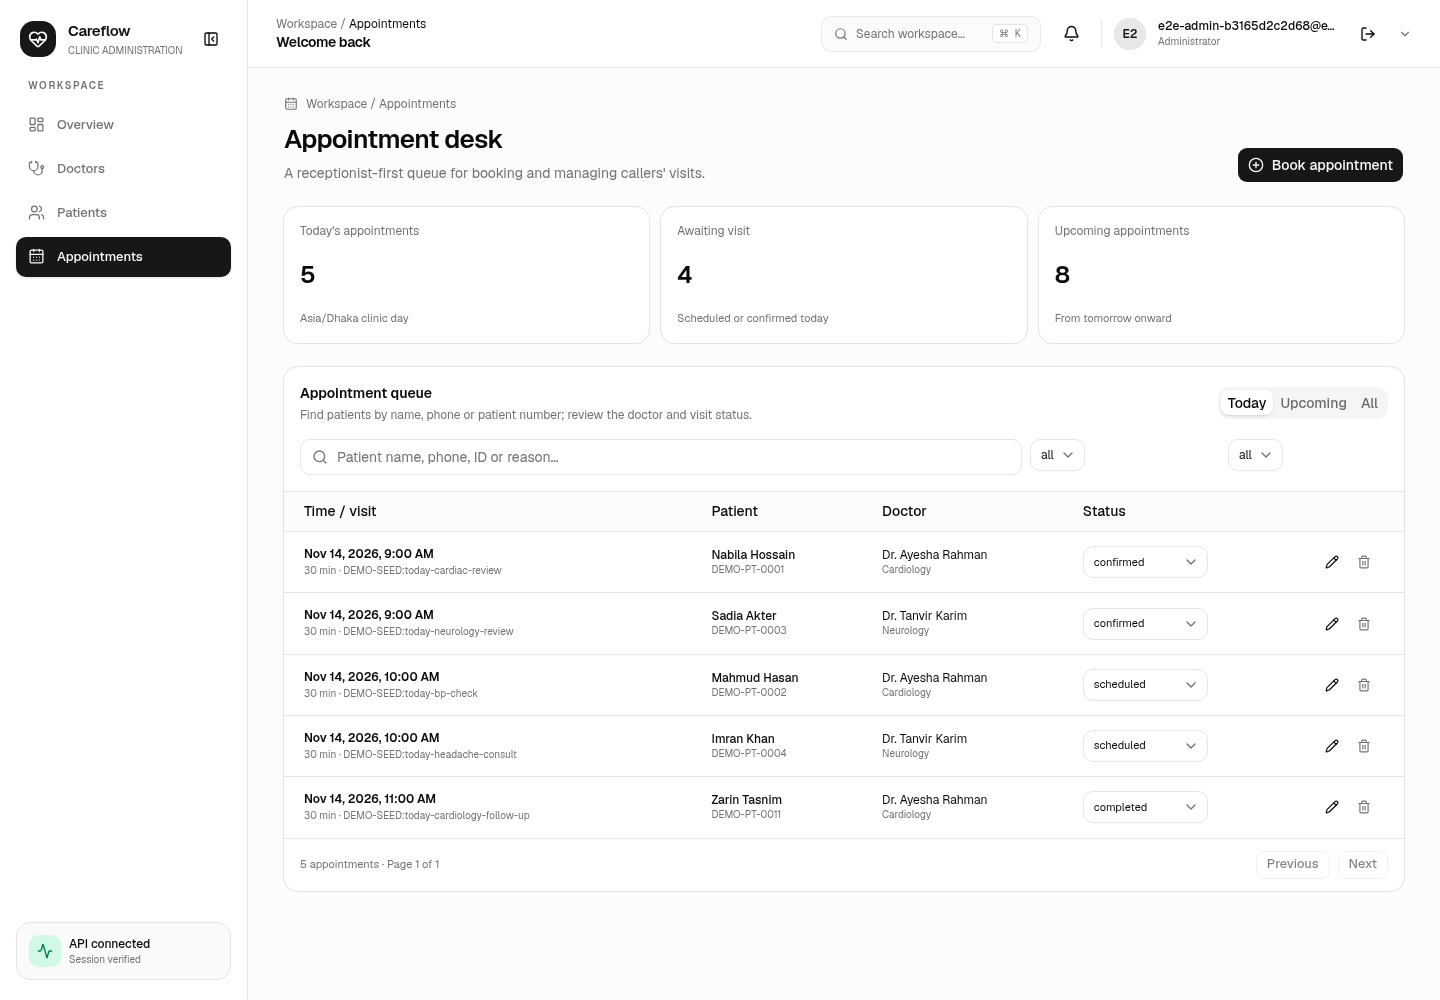 Careflow
CLINIC ADMINISTRATION
WORKSPACE
Overview
Doctors
Patients
Appointments
API connected
Session verified
Workspace / Appointments
Welcome back
Search workspace...
⌘ K
E2
e2e-admin-b3165d2c2d68@e...
Administrator
Workspace / Appointments
Appointment desk
A receptionist-first queue for booking and managing callers' visits.
Book appointment
Today's appointments
5
Asia/Dhaka clinic day
Awaiting visit
4
Scheduled or confirmed today
Upcoming appointments
8
From tomorrow onward
Appointment queue
Find patients by name, phone or patient number; review the doctor and visit status.
Today Upcoming All
Patient name, phone, ID or reason...
all
all
Time / visit Patient Doctor Status
Nov 14, 2026, 9:00 AM Nabila Hossain Dr. Ayesha Rahman confirmed
30 min · DEMO-SEED:today-cardiac-review DEMO-PT-0001 Cardiology
Nov 14, 2026, 9:00 AM Sadia Akter Dr. Tanvir Karim confirmed
30 min · DEMO-SEED:today-neurology-review DEMO-PT-0003 Neurology
Nov 14, 2026, 10:00 AM Mahmud Hasan Dr. Ayesha Rahman scheduled
30 min · DEMO-SEED:today-bp-check DEMO-PT-0002 Cardiology
Nov 14, 2026, 10:00 AM Imran Khan Dr. Tanvir Karim scheduled
30 min · DEMO-SEED:today-headache-consult DEMO-PT-0004 Neurology
Nov 14, 2026, 11:00 AM Zarin Tasnim Dr. Ayesha Rahman completed
30 min · DEMO-SEED:today-cardiology-follow-up DEMO-PT-0011 Cardiology
5 appointments · Page 1 of 1
Previous Next